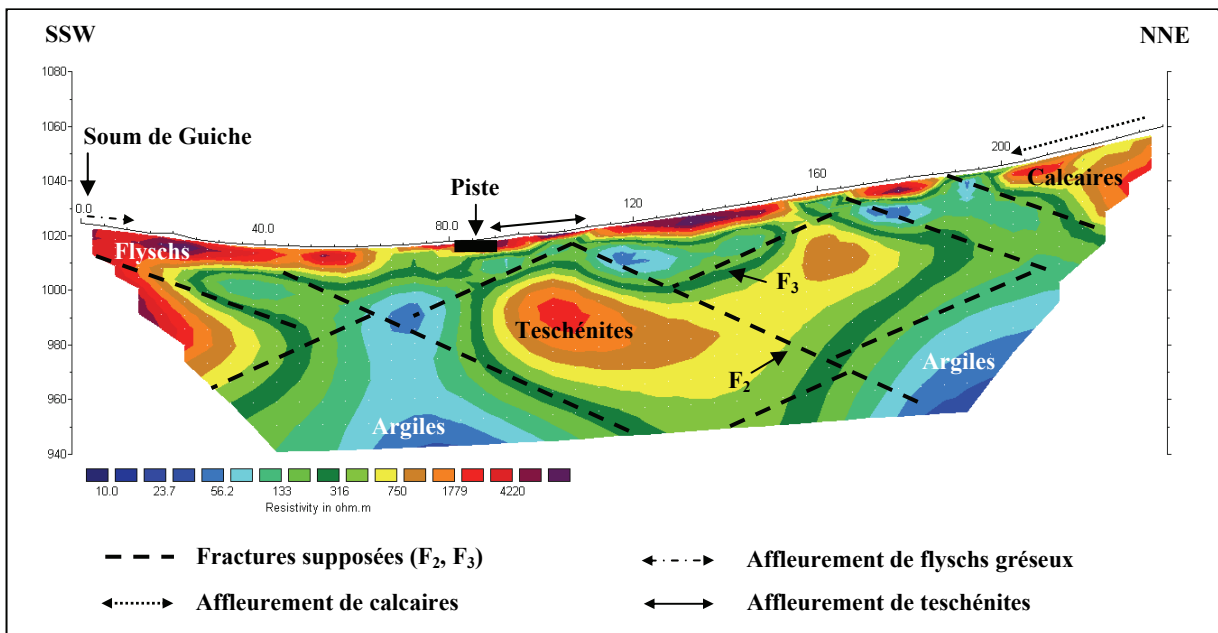 SSW
NNE
1080
1060
1040
1020
1000
980
960
940
Soum de Guiche
0.0
40.0
80.0
120
160
200
Piste
Flyschs
Calcaires
F₃
Teschénites
F₂
Argiles
Argiles
10.0 23.7 56.2 133 316 750 1779 4220
Resistivity in ohm.m
Fractures supposées (F₂, F₃)
Affleurement de flyschs gréseux
Affleurement de calcaires
Affleurement de teschénites